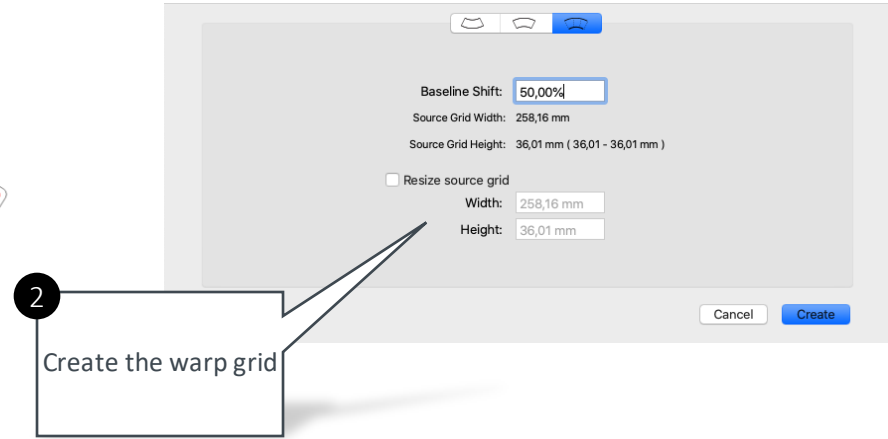 Baseline Shift: 50,00%
Source Grid Width: 258,16 mm
Source Grid Height: 36,01 mm ( 36,01 - 36,01 mm )
Resize source grid
Width: 258,16 mm
Height: 36,01 mm
Cancel Create
2
Create the warp grid